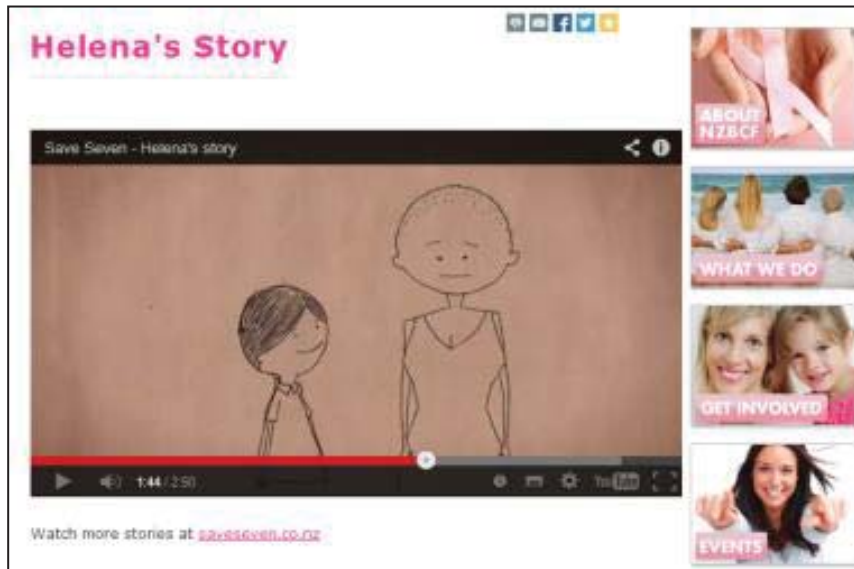 Helena's Story
Save Seven - Helena's story
1:44 / 2:50
YouTube
Watch more stories at saveseven.co.nz
ABOUT
NZBCF
WHAT WE DO
GET INVOLVED
EVENTS